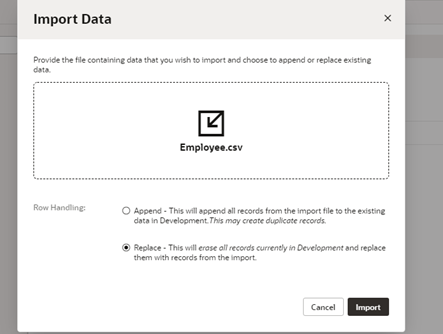 Import Data
Provide the file containing data that you wish to import and choose to append or replace existing
data.
Employee.csv
Row Handling:
Append - This will append all records from the import file to the existing
data in Development. This may create duplicate records.
Replace - This will erase all records currently in Development and replace
them with records from the import.
Cancel
Import